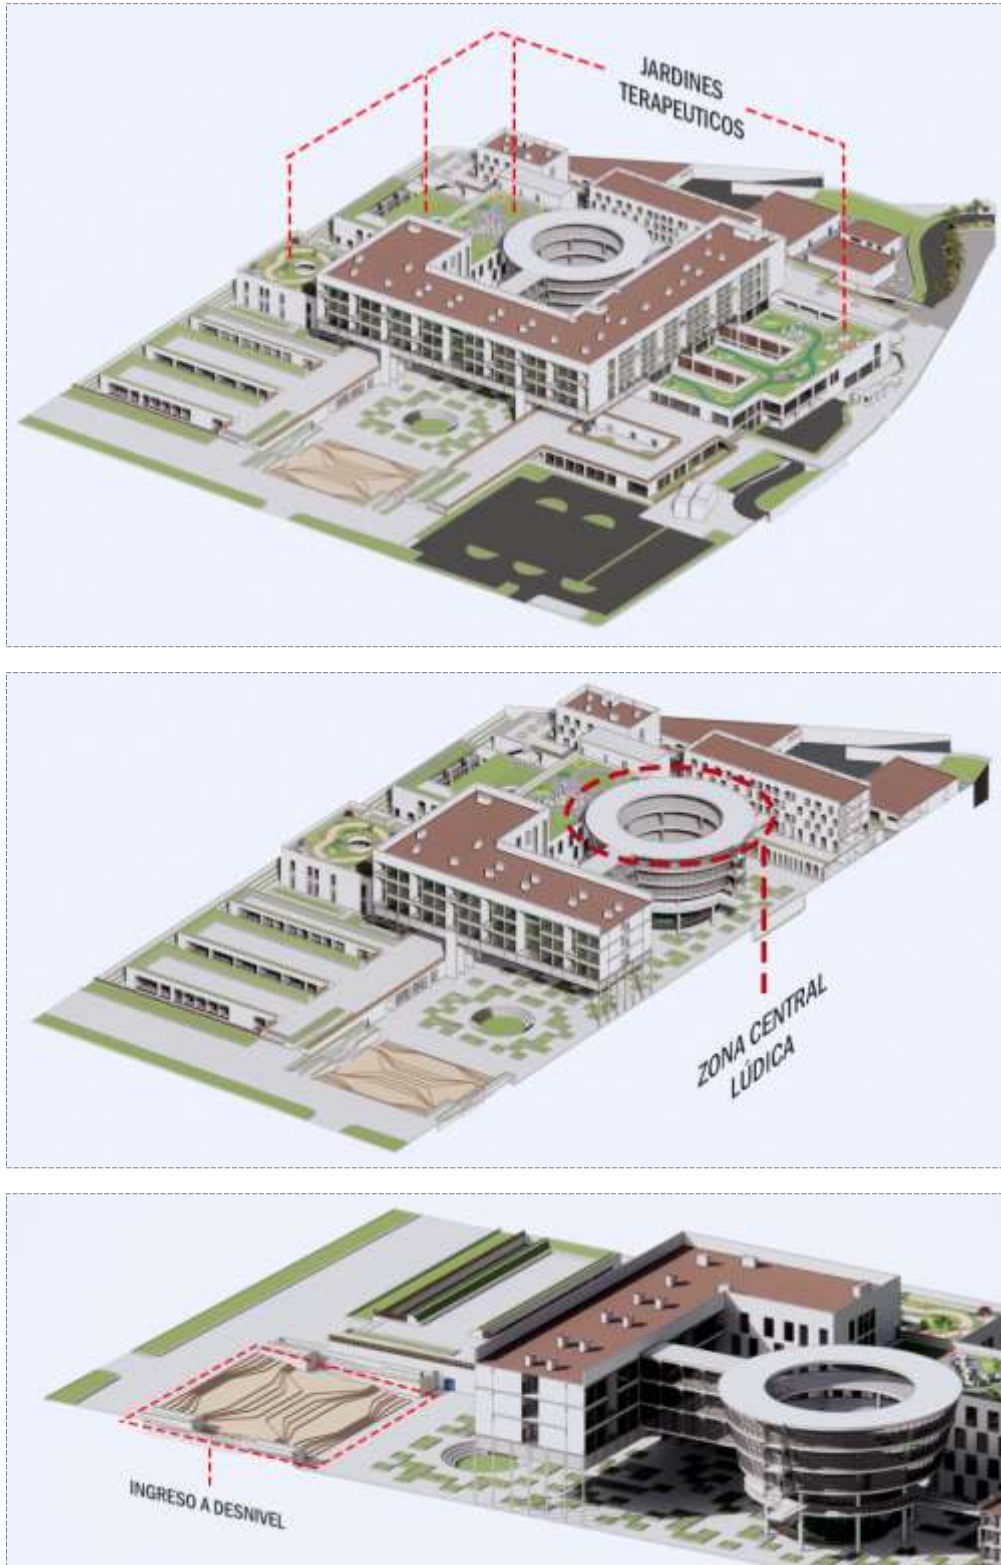 JARDINES
TERAPEUTICOS
ZONA CENTRAL
LÚDICA
INGRESO A DESNIVEL